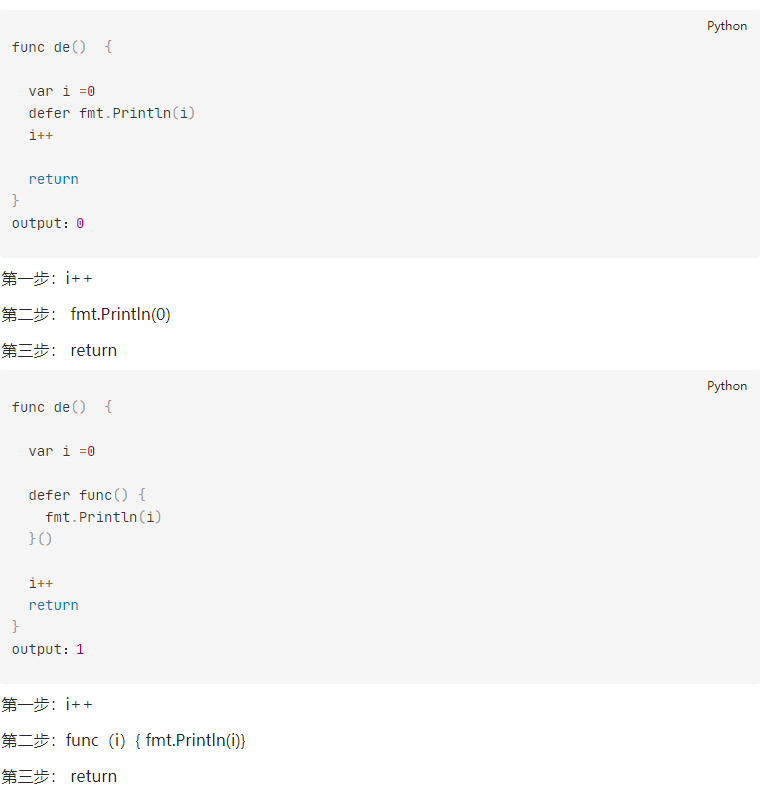 Python
func de()  {
  var i =0
  defer fmt.Println(i)
  i++
  return
}
output：0
第一步：i++
第二步： fmt.Println(0)
第三步： return
Python
func de()  {
  var i =0
  defer func() {
    fmt.Println(i)
  }()
  i++
  return
}
output：1
第一步：i++
第二步：func（i）{ fmt.Println(i)}
第三步： return